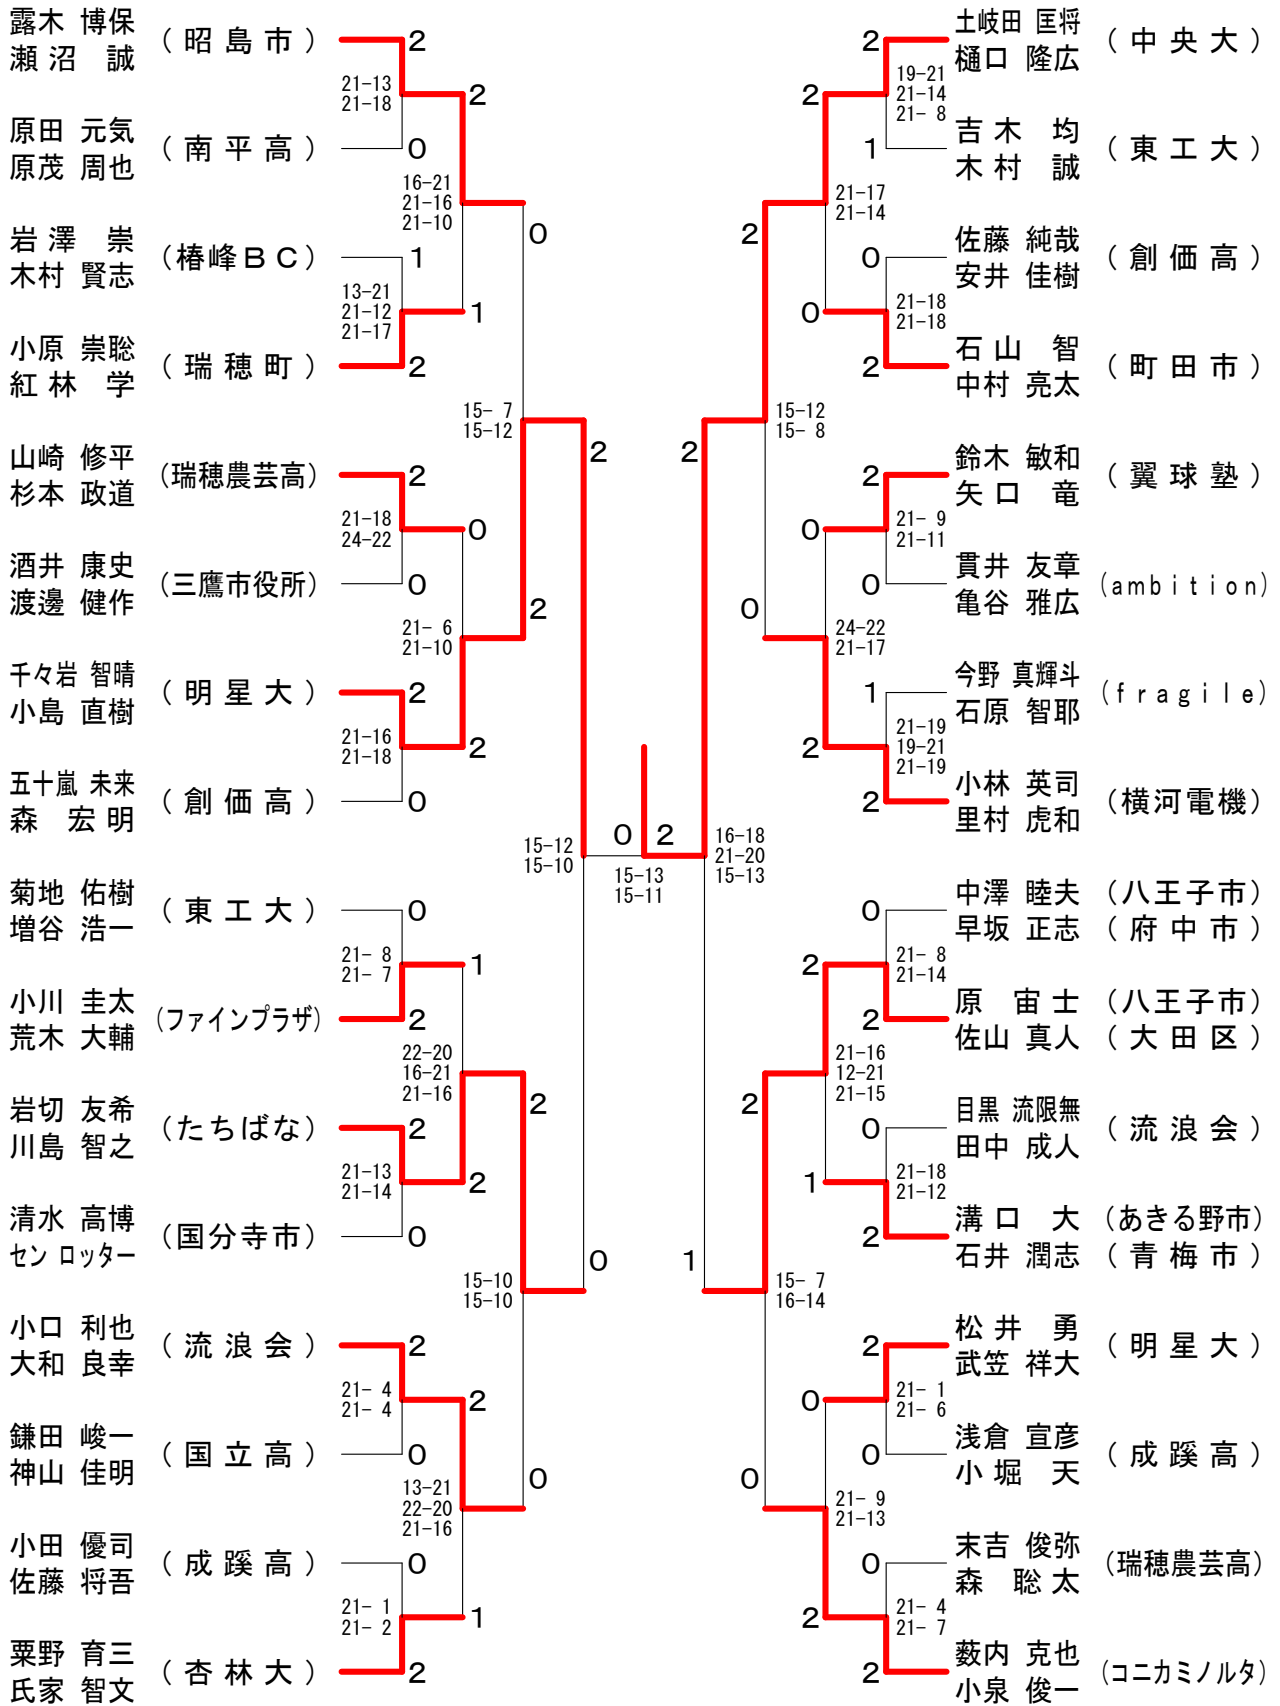 露木 博保
瀬沼 誠
(昭島市)
2
21-13
21-18
2
原田 元気
原茂 周也
(南平高)
0
16-21
21-16
21-10
0
岩澤 崇
木村 賢志
(椿峰BC)
1
13-21
21-12
21-17
1
小原 崇聡
紅林 学
(瑞穂町)
2
15- 7
15-12
2
山崎 修平
杉本 政道
(瑞穂農芸高)
2
21-18
24-22
0
酒井 康史
渡邊 健作
(三鷹市役所)
0
21- 6
21-10
2
千々岩 智晴
小島 直樹
(明星大)
2
21-16
21-18
2
五十嵐 未来
森 宏明
(創価高)
0
15-12
15-10
0
2
15-13
15-11
菊地 佑樹
増谷 浩一
(東工大)
0
21- 8
21- 7
1
小川 圭太
荒木 大輔
(ファインプラザ)
2
22-20
16-21
21-16
2
岩切 友希
川島 智之
(たちばな)
2
21-13
21-14
2
清水 高博
セン ロッター
(国分寺市)
0
15-10
15-10
0
小口 利也
大和 良幸
(流浪会)
2
21- 4
21- 4
2
鎌田 峻一
神山 佳明
(国立高)
0
13-21
22-20
21-16
0
小田 優司
佐藤 将吾
(成蹊高)
0
21- 1
21- 2
1
粟野 育三
氏家 智文
(杏林大)
2
土岐田 匡将
樋口 隆広
(中央大)
2
19-21
21-14
21- 8
2
吉木 均
木村 誠
(東工大)
1
21-17
21-14
2
佐藤 純哉
安井 佳樹
(創価高)
0
21-18
21-18
0
石山 智
中村 亮太
(町田市)
2
15-12
15- 8
2
鈴木 敏和
矢口 竜
(翼球塾)
2
21- 9
21-11
0
貫井 友章
亀谷 雅広
(ambition)
0
24-22
21-17
0
今野 真輝斗
石原 智耶
(fragile)
1
21-19
19-21
21-19
2
小林 英司
里村 虎和
(横河電機)
2
16-18
21-20
15-13
中澤 睦夫
早坂 正志
(八王子市)
(府中市)
0
21- 8
21-14
2
原 宙士
佐山 真人
(八王子市)
(大田区)
2
21-16
12-21
21-15
2
目黒 流限無
田中 成人
(流浪会)
0
21-18
21-12
1
溝口 大
石井 潤志
(あきる野市)
(青梅市)
2
15- 7
16-14
1
松井 勇
武笠 祥大
(明星大)
2
21- 1
21- 6
0
浅倉 宣彦
小堀 天
(成蹊高)
0
21- 9
21-13
0
末吉 俊弥
森 聡太
(瑞穂農芸高)
0
21- 4
21- 7
2
薮内 克也
小泉 俊一
(コニカミノルタ)
2